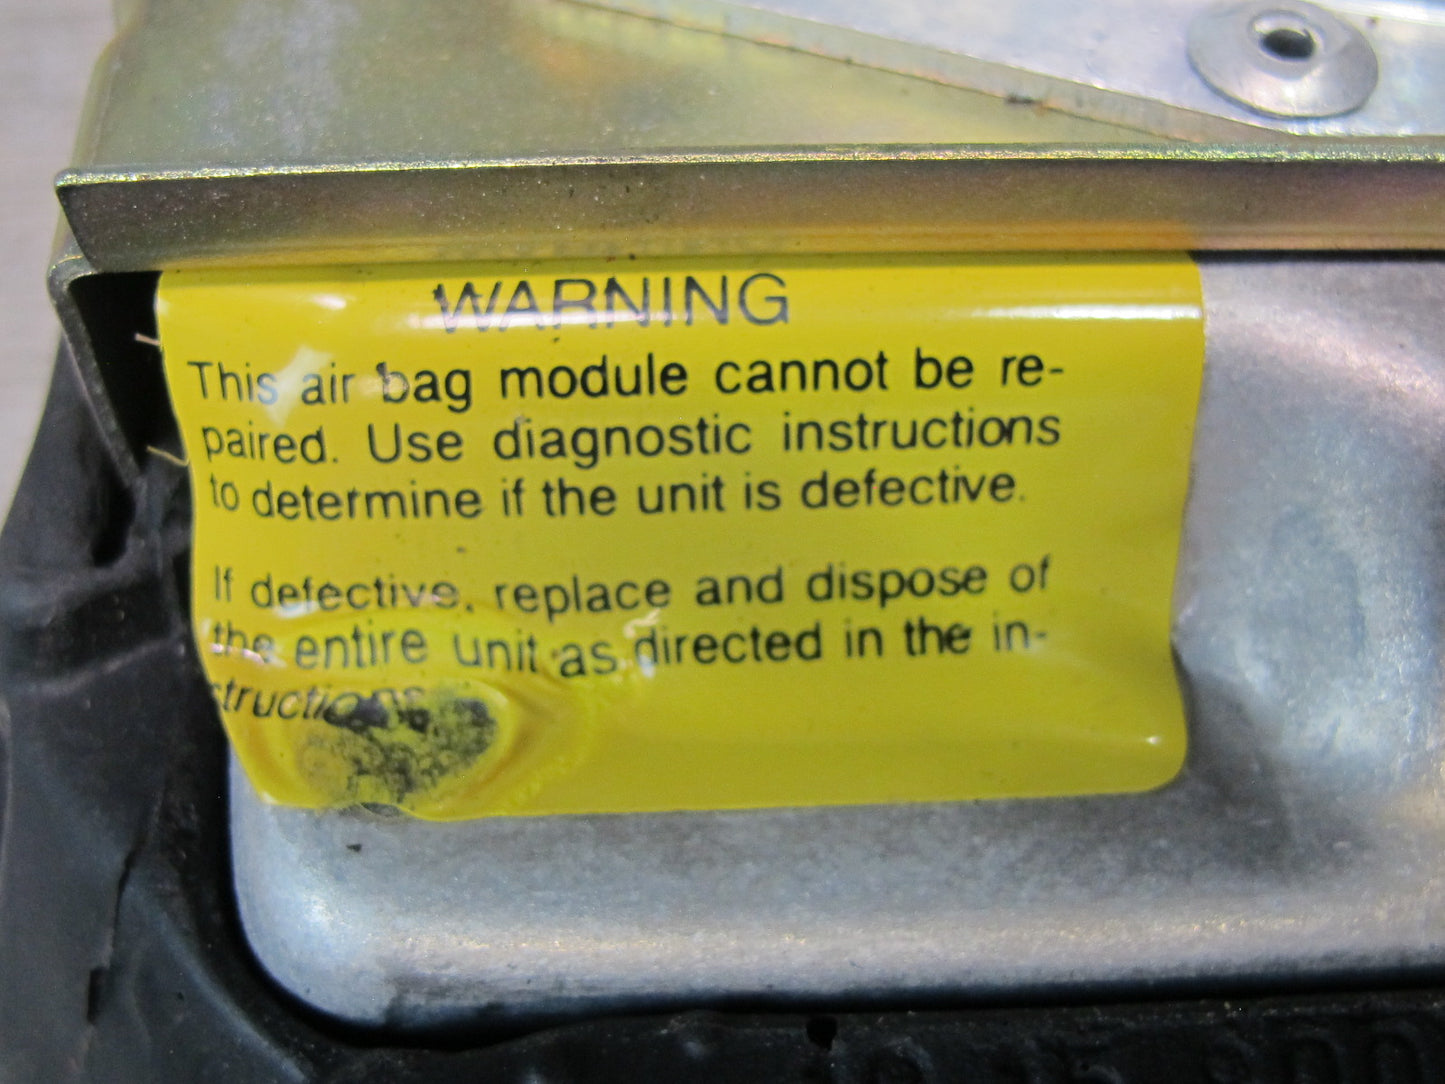 WARNING
This air bag module cannot be re-
paired. Use diagnostic instructions
to determine if the unit is defective.
If defective, replace and dispose of
the entire unit as directed in the in-
structions